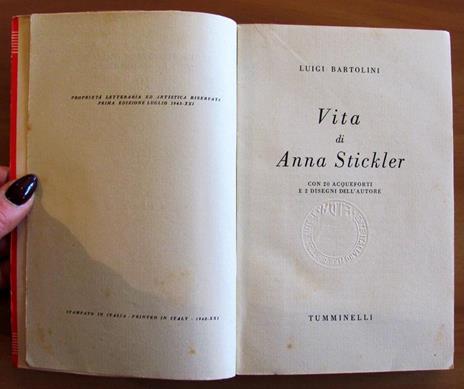 PROPRIETÀ LETTERARIA ED ARTISTICA RISERVATA
PRIMA EDIZIONE LUGLIO 1943-XXI
STAMPATO IN ITALIA - PRINTED IN ITALY - 1943-XXI
LUIGI BARTOLINI
Vita
di
Anna Stickler
CON 20 ACQUEFORTI
E 2 DISEGNI DELL'AUTORE
TUMMINELLI